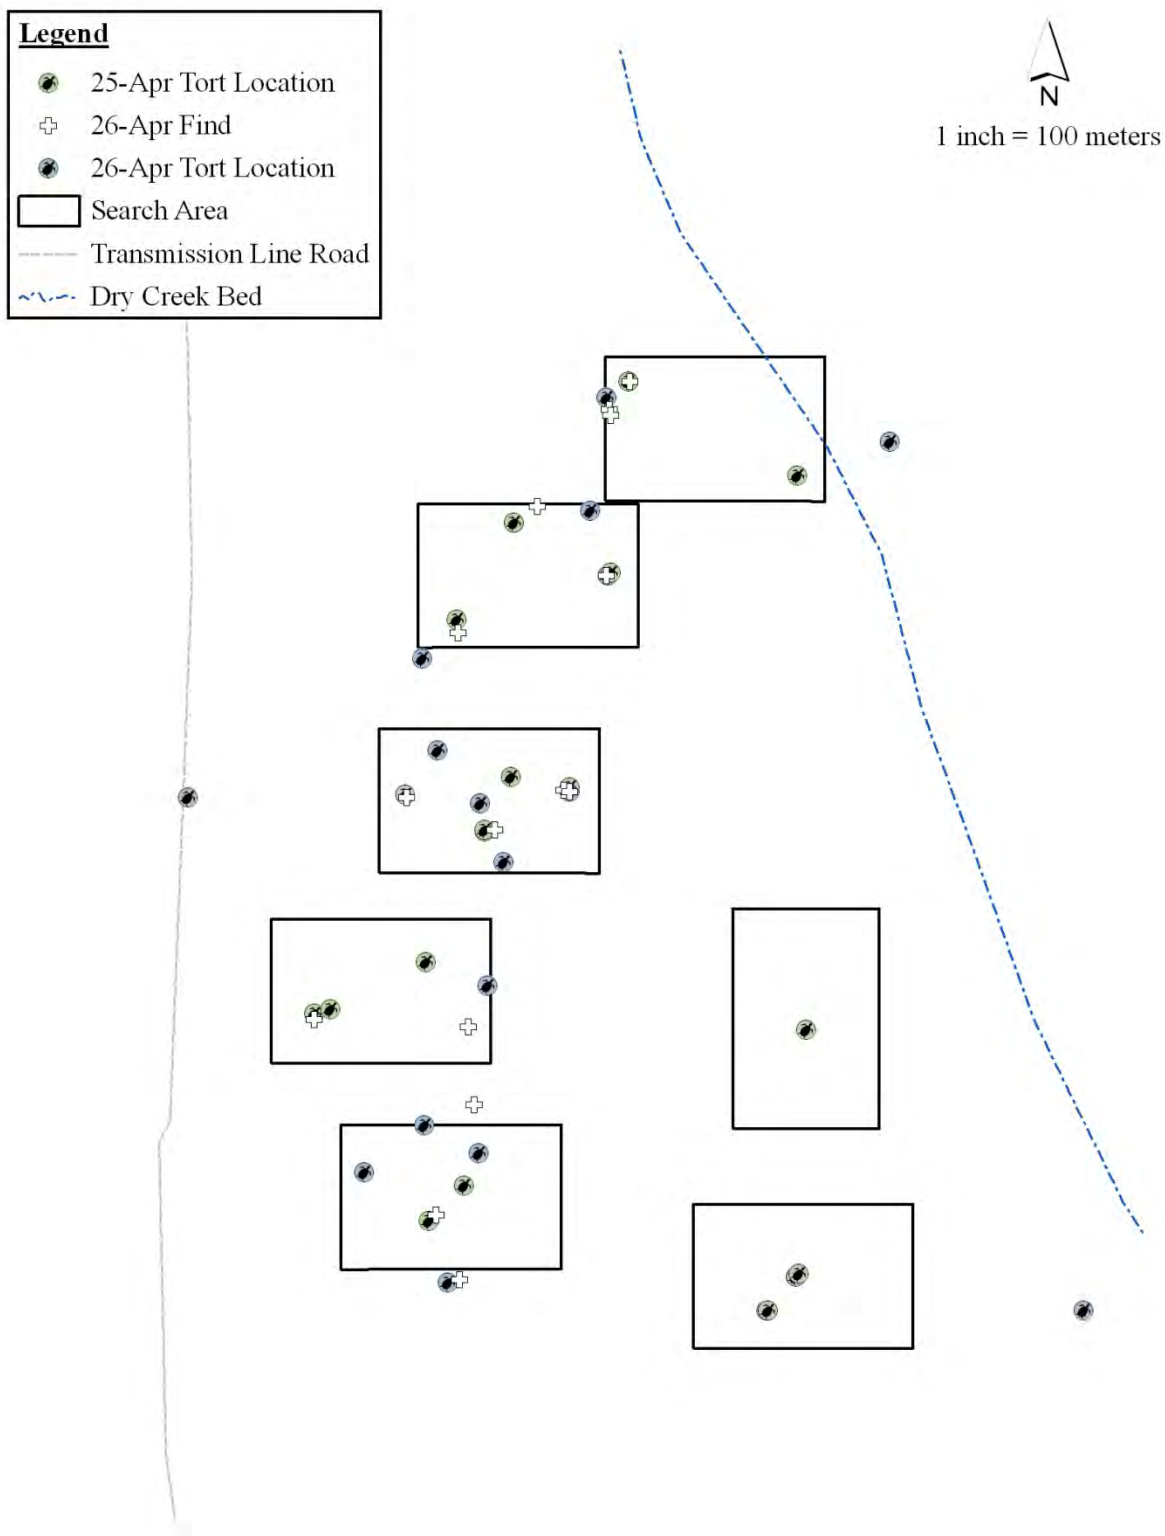 Legend
25-Apr Tort Location
26-Apr Find
26-Apr Tort Location
Search Area
Transmission Line Road
Dry Creek Bed
N
1 inch = 100 meters